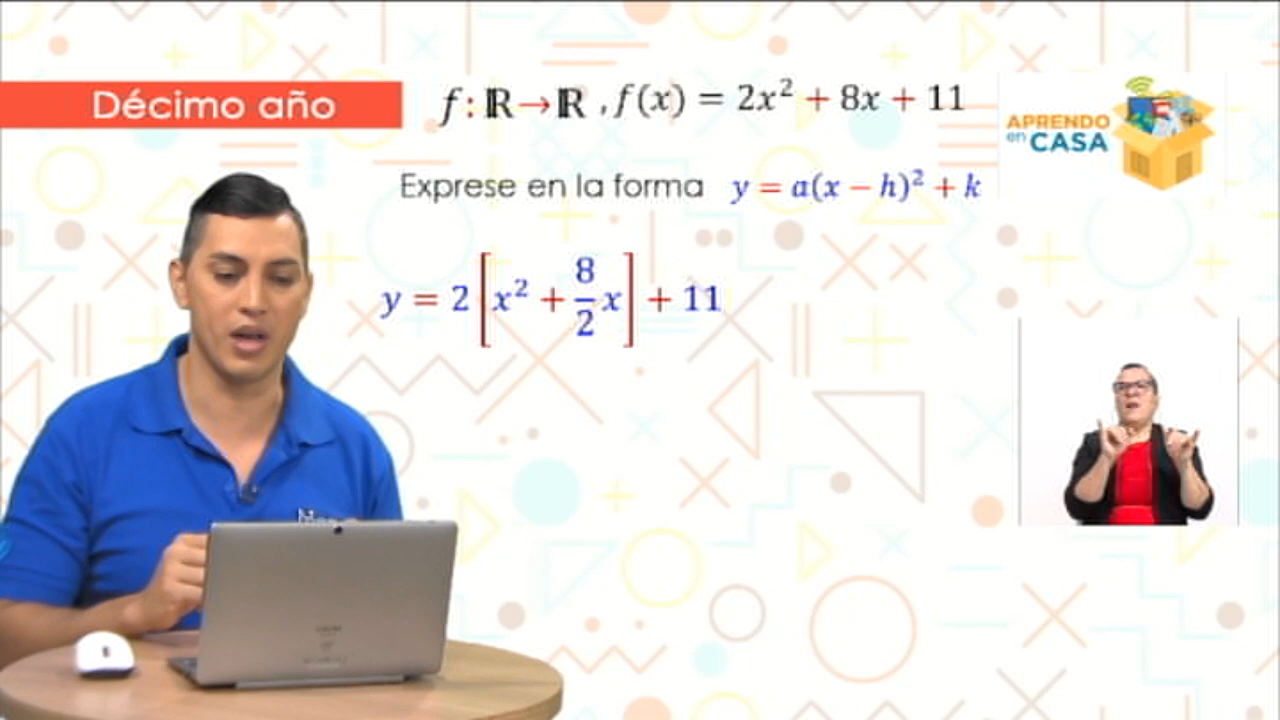 Décimo año
f: ℝ→ℝ , f(x) = 2x² + 8x + 11
APRENDO
en CASA
Exprese en la forma y = a(x − h)² + k
y = 2[x² + 8/2 x] + 11